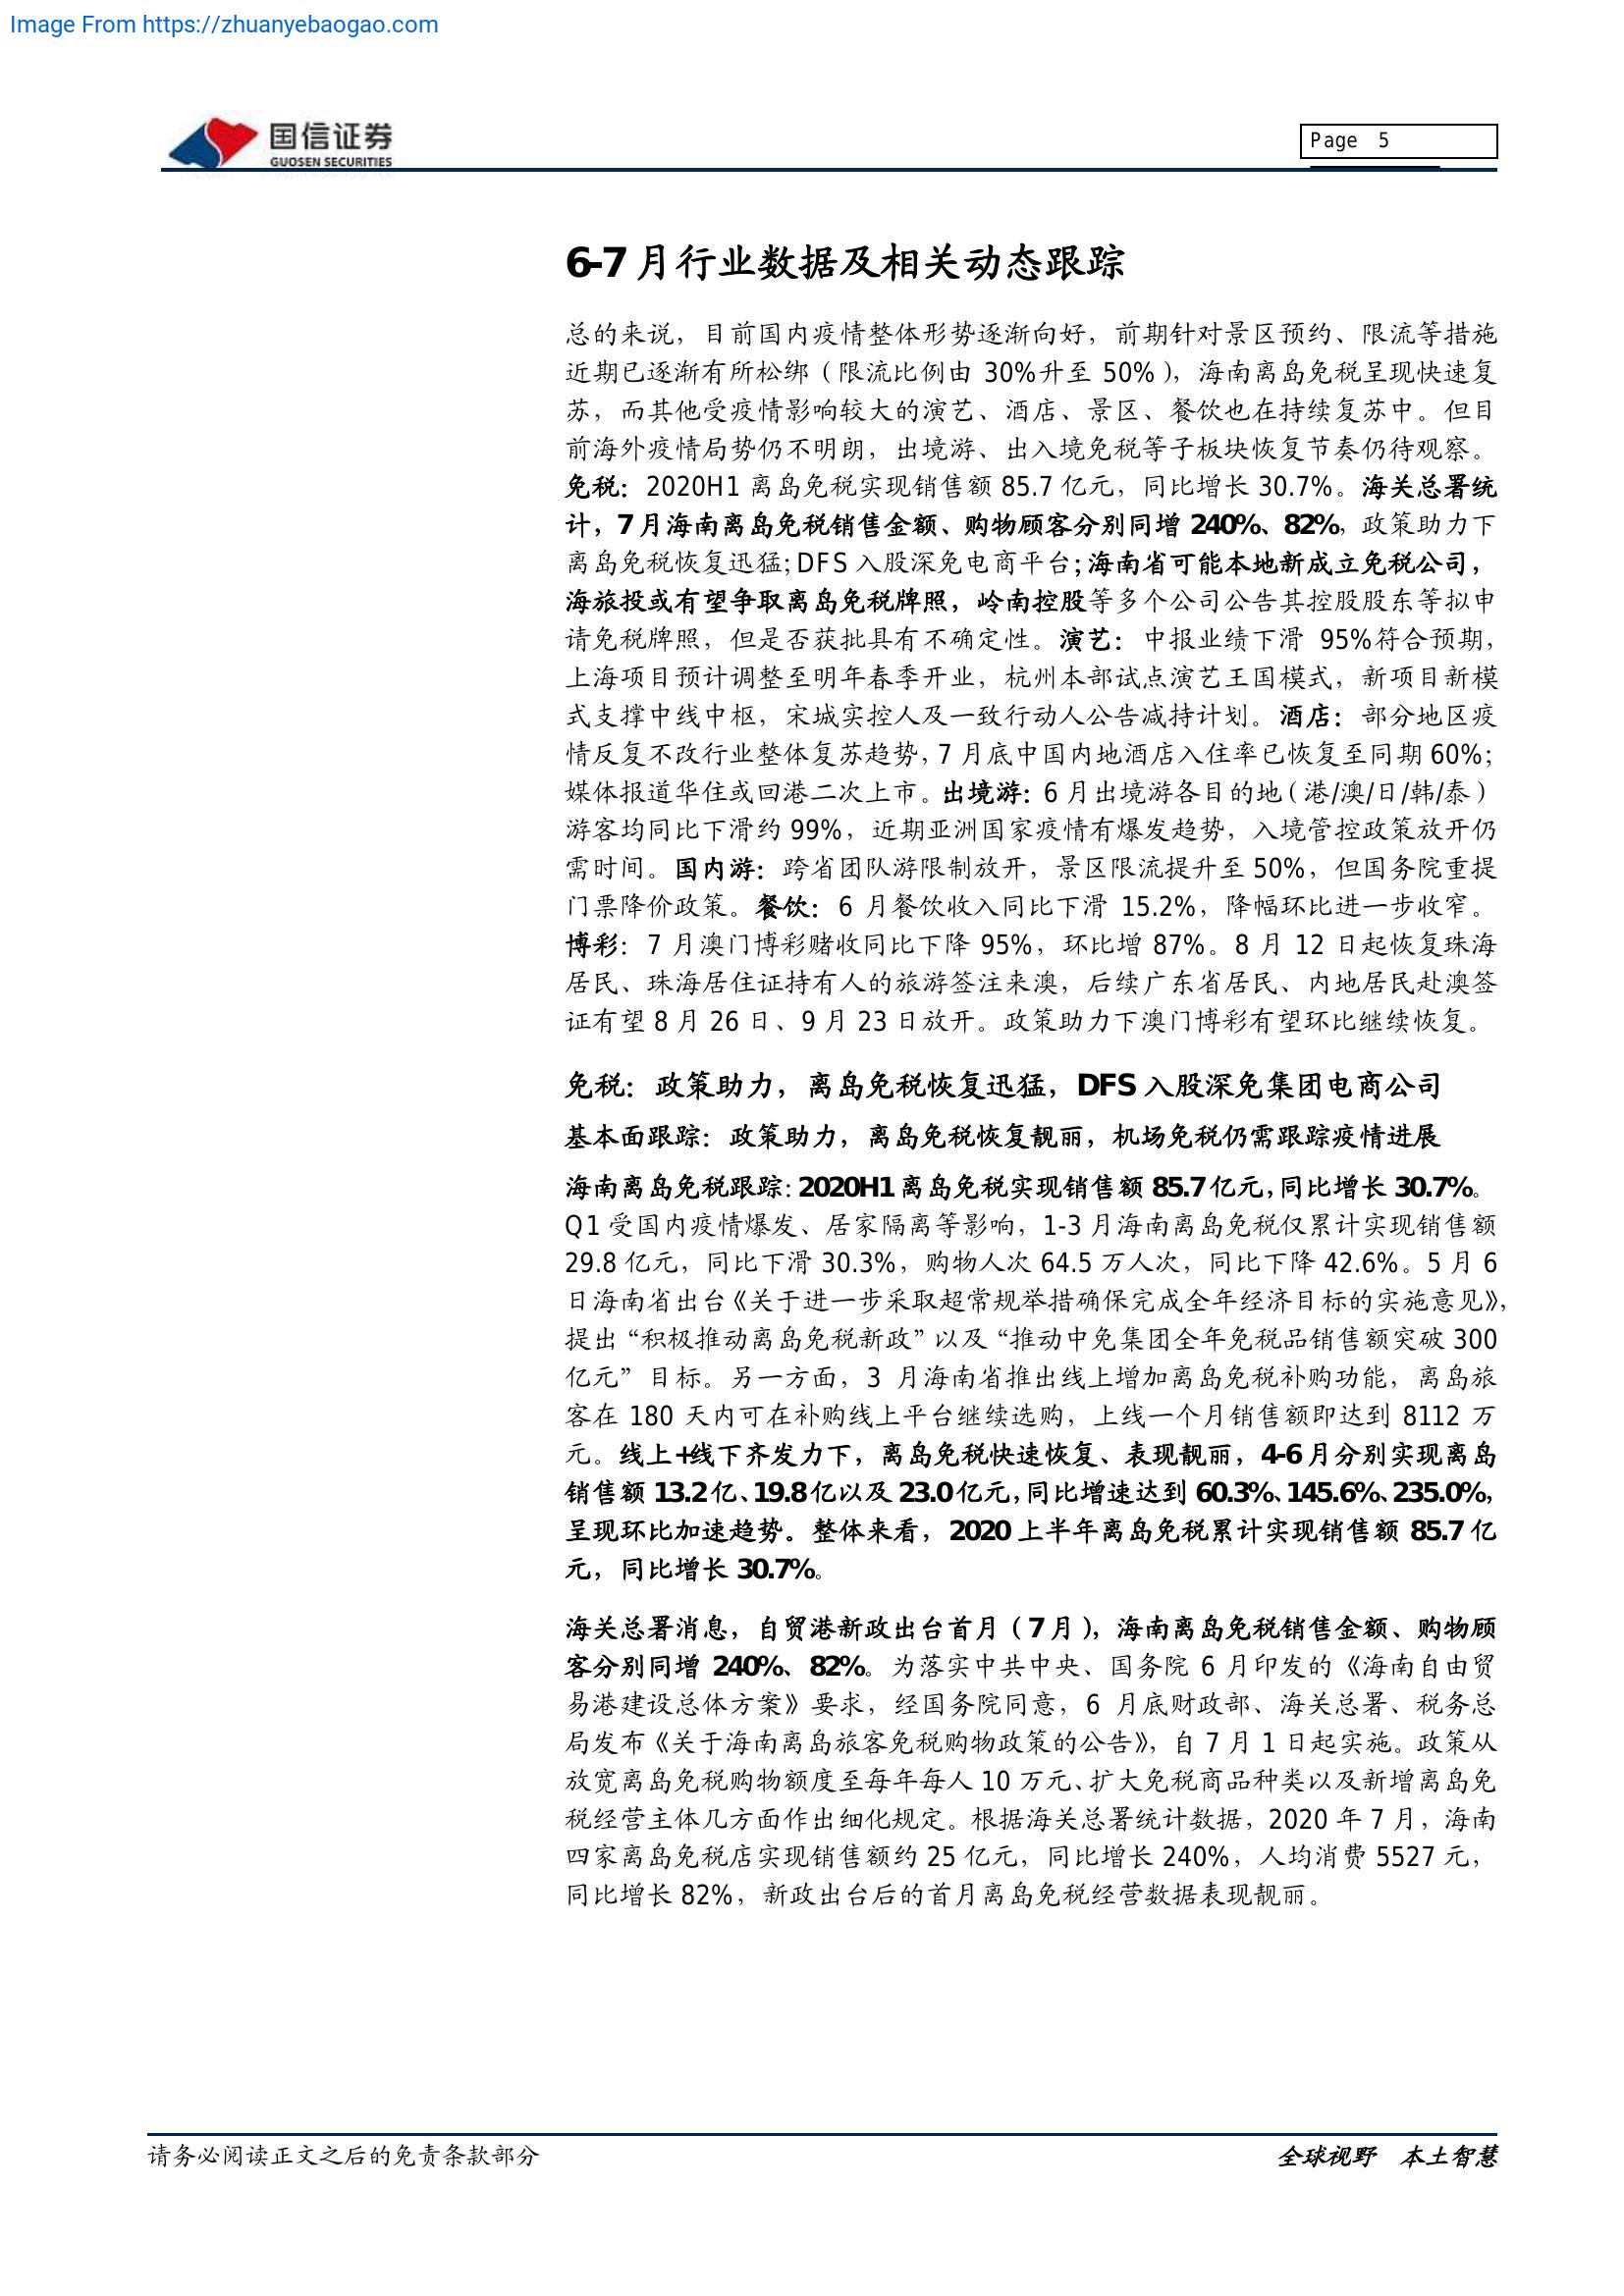 Image From https://zhuanyebaogao.com
国信证券
GUOSEN SECURITIES
Page 5
6-7 月行业数据及相关动态跟踪
总的来说，目前国内疫情整体形势逐渐向好，前期针对景区预约、限流等措施
近期已逐渐有所松绑（限流比例由 30%升至 50%），海南离岛免税呈现快速复
苏，而其他受疫情影响较大的演艺、酒店、景区、餐饮也在持续复苏中。但目
前海外疫情局势仍不明朗，出境游、出入境免税等子板块恢复节奏仍待观察。
免税：2020H1 离岛免税实现销售额 85.7 亿元，同比增长 30.7%。海关总署统
计，7 月海南离岛免税销售金额、购物顾客分别同增 240%、82%，政策助力下
离岛免税恢复迅猛；DFS 入股深免电商平台；海南省可能本地新成立免税公司，
海旅投或有望争取离岛免税牌照，岭南控股等多个公司公告其控股股东等拟申
请免税牌照，但是否获批具有不确定性。演艺：中报业绩下滑 95%符合预期，
上海项目预计调整至明年春季开业，杭州本部试点演艺王国模式，新项目新模
式支撑中线中枢，宋城实控人及一致行动人公告减持计划。酒店：部分地区疫
情反复不改行业整体复苏趋势，7 月底中国内地酒店入住率已恢复至同期 60%；
媒体报道华住或回港二次上市。出境游：6 月出境游各目的地（港/澳/日/韩/泰）
游客均同比下滑约 99%，近期亚洲国家疫情有爆发趋势，入境管控政策放开仍
需时间。国内游：跨省团队游限制放开，景区限流提升至 50%，但国务院重提
门票降价政策。餐饮：6 月餐饮收入同比下滑 15.2%，降幅环比进一步收窄。
博彩：7 月澳门博彩赌收同比下降 95%，环比增 87%。8 月 12 日起恢复珠海
居民、珠海居住证持有人的旅游签注来澳，后续广东省居民、内地居民赴澳签
证有望 8 月 26 日、9 月 23 日放开。政策助力下澳门博彩有望环比继续恢复。
免税：政策助力，离岛免税恢复迅猛，DFS 入股深免集团电商公司
基本面跟踪：政策助力，离岛免税恢复靓丽，机场免税仍需跟踪疫情进展
海南离岛免税跟踪：2020H1 离岛免税实现销售额 85.7 亿元，同比增长 30.7%。
Q1 受国内疫情爆发、居家隔离等影响，1-3 月海南离岛免税仅累计实现销售额
29.8 亿元，同比下滑 30.3%，购物人次 64.5 万人次，同比下降 42.6%。5 月 6
日海南省出台《关于进一步采取超常规举措确保完成全年经济目标的实施意见》，
提出“积极推动离岛免税新政”以及“推动中免集团全年免税品销售额突破 300
亿元”目标。另一方面，3 月海南省推出线上增加离岛免税补购功能，离岛旅
客在 180 天内可在补购线上平台继续选购，上线一个月销售额即达到 8112 万
元。线上+线下齐发力下，离岛免税快速恢复、表现靓丽，4-6 月分别实现离岛
销售额 13.2 亿、19.8 亿以及 23.0 亿元，同比增速达到 60.3%、145.6%、235.0%，
呈现环比加速趋势。整体来看，2020 上半年离岛免税累计实现销售额 85.7 亿
元，同比增长 30.7%。
海关总署消息，自贸港新政出台首月（7 月），海南离岛免税销售金额、购物顾
客分别同增 240%、82%。为落实中共中央、国务院 6 月印发的《海南自由贸
易港建设总体方案》要求，经国务院同意，6 月底财政部、海关总署、税务总
局发布《关于海南离岛旅客免税购物政策的公告》，自 7 月 1 日起实施。政策从
放宽离岛免税购物额度至每年每人 10 万元、扩大免税商品种类以及新增离岛免
税经营主体几方面作出细化规定。根据海关总署统计数据，2020 年 7 月，海南
四家离岛免税店实现销售额约 25 亿元，同比增长 240%，人均消费 5527 元，
同比增长 82%，新政出台后的首月离岛免税经营数据表现靓丽。
请务必阅读正文之后的免责条款部分
全球视野 本土智慧